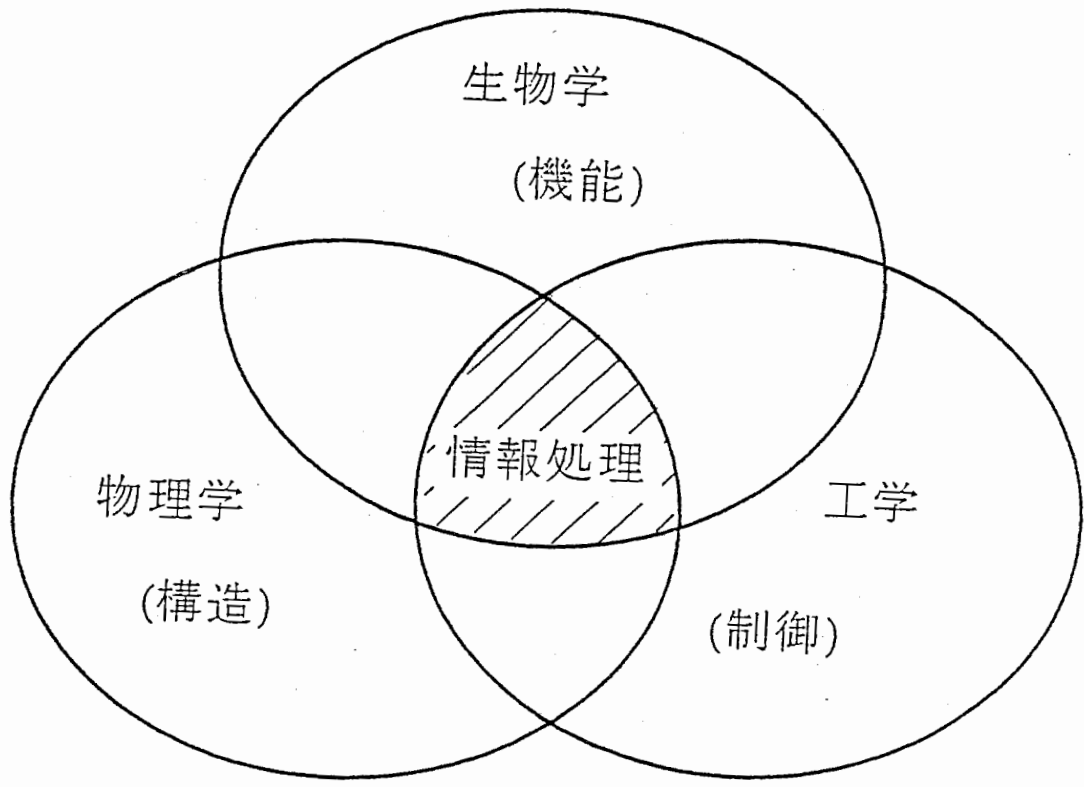 生物学
(機能)
情報処理
物理学
(構造)
工学
(制御)